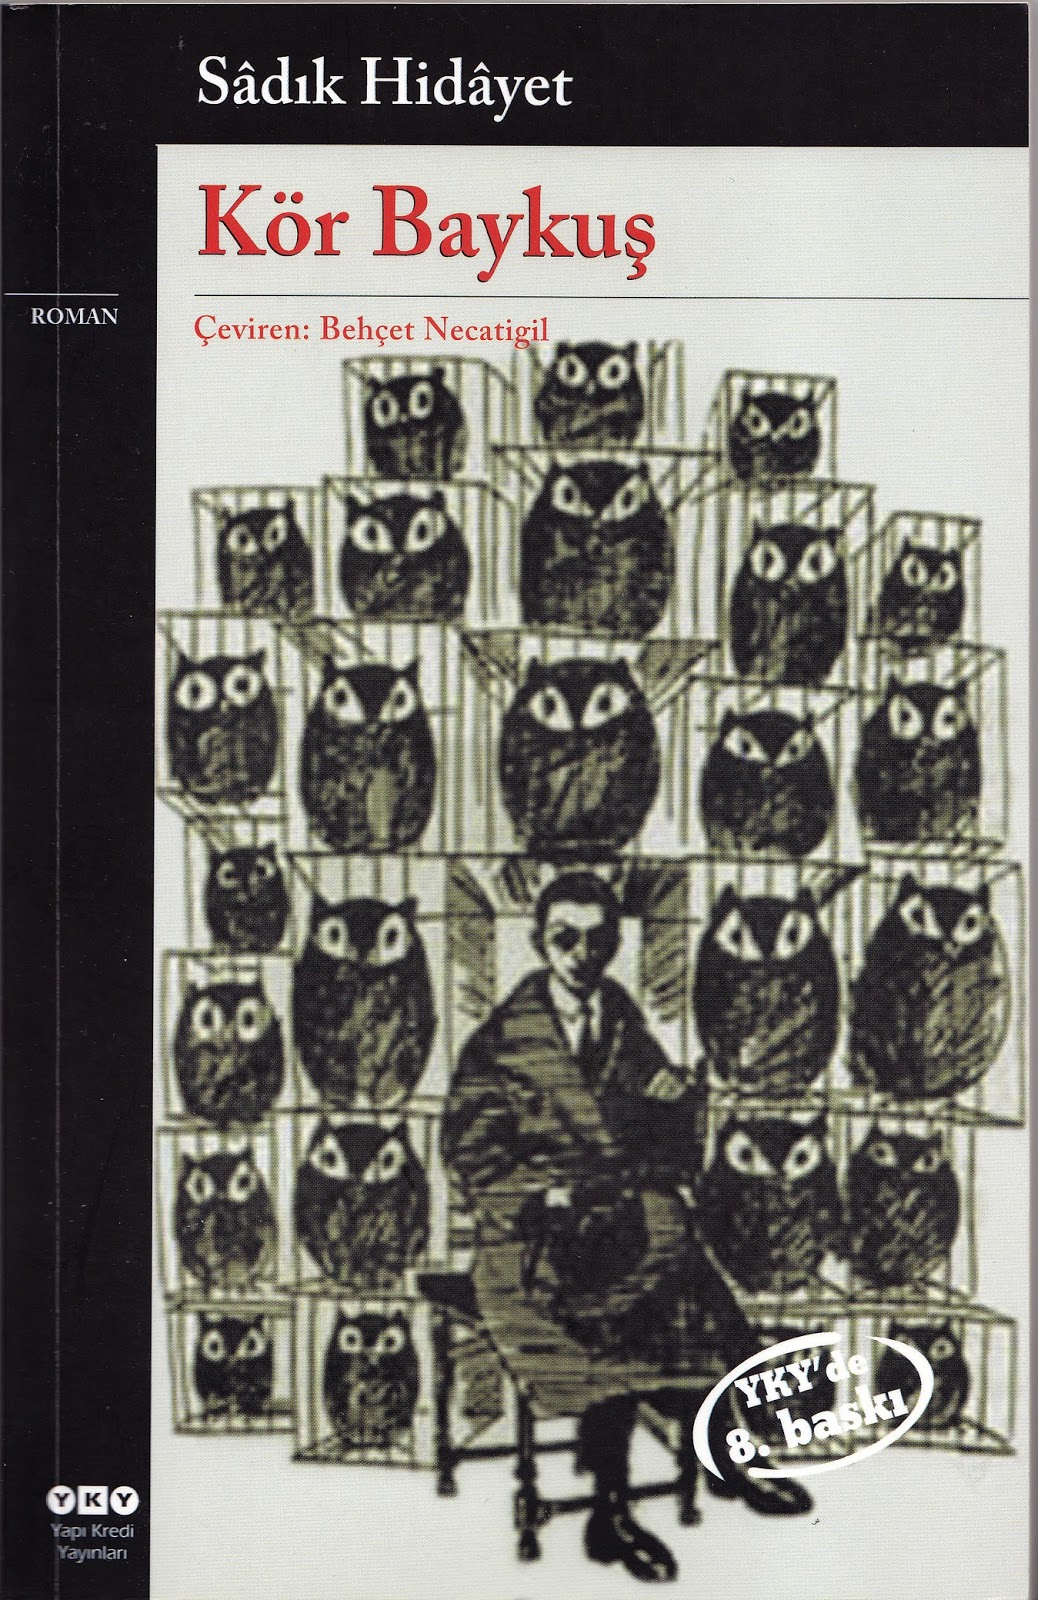 Sâdık Hidâyet
Kör Baykuş
ROMAN
Çeviren: Behçet Necatigil
YKY'de
8. baskı
YKY
Yapı Kredi
Yayınları